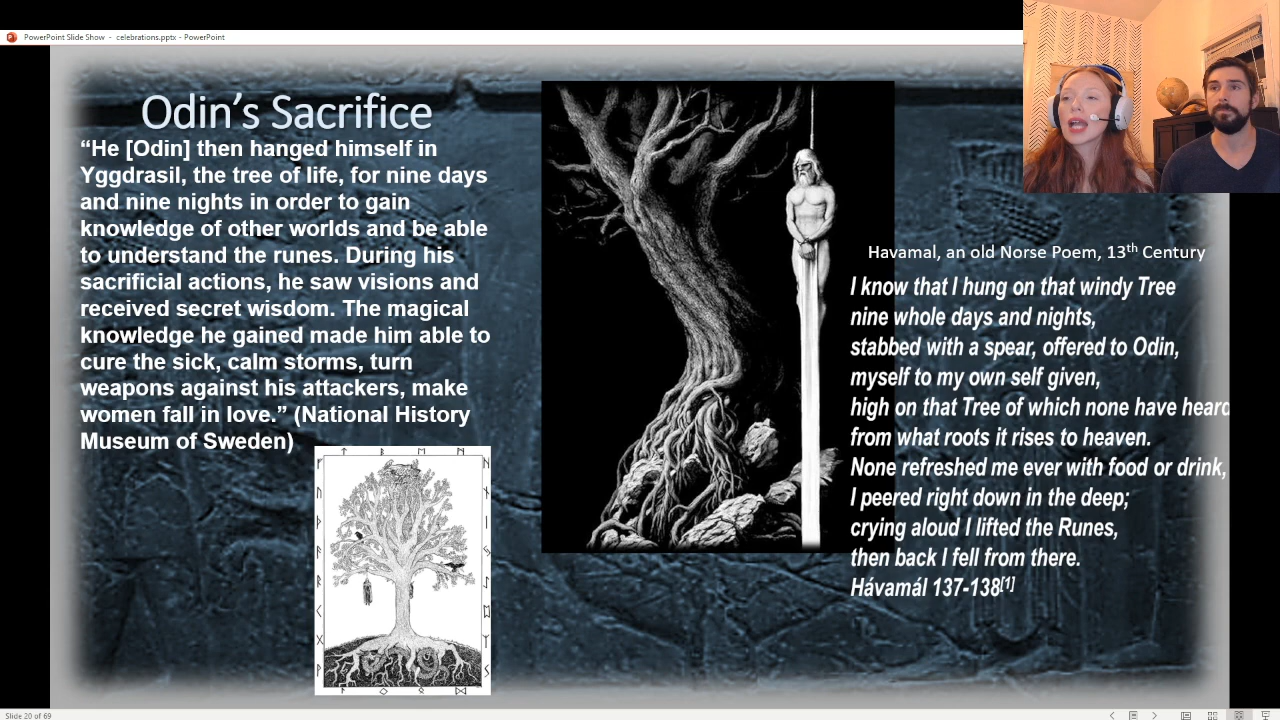 PowerPoint Slide Show - celebrations.pptx - PowerPoint
Odin's Sacrifice
“He [Odin] then hanged himself in
Yggdrasil, the tree of life, for nine days
and nine nights in order to gain
knowledge of other worlds and be able
to understand the runes. During his
sacrificial actions, he saw visions and
received secret wisdom. The magical
knowledge he gained made him able to
cure the sick, calm storms, turn
weapons against his attackers, make
women fall in love.” (National History
Museum of Sweden)
Havamal, an old Norse Poem, 13th Century
I know that I hung on that windy Tree
nine whole days and nights,
stabbed with a spear, offered to Odin,
myself to my own self given,
high on that Tree of which none have heard
from what roots it rises to heaven.
None refreshed me ever with food or drink,
I peered right down in the deep;
crying aloud I lifted the Runes,
then back I fell from there.
Hávamál 137-138[1]
Slide 20 of 69